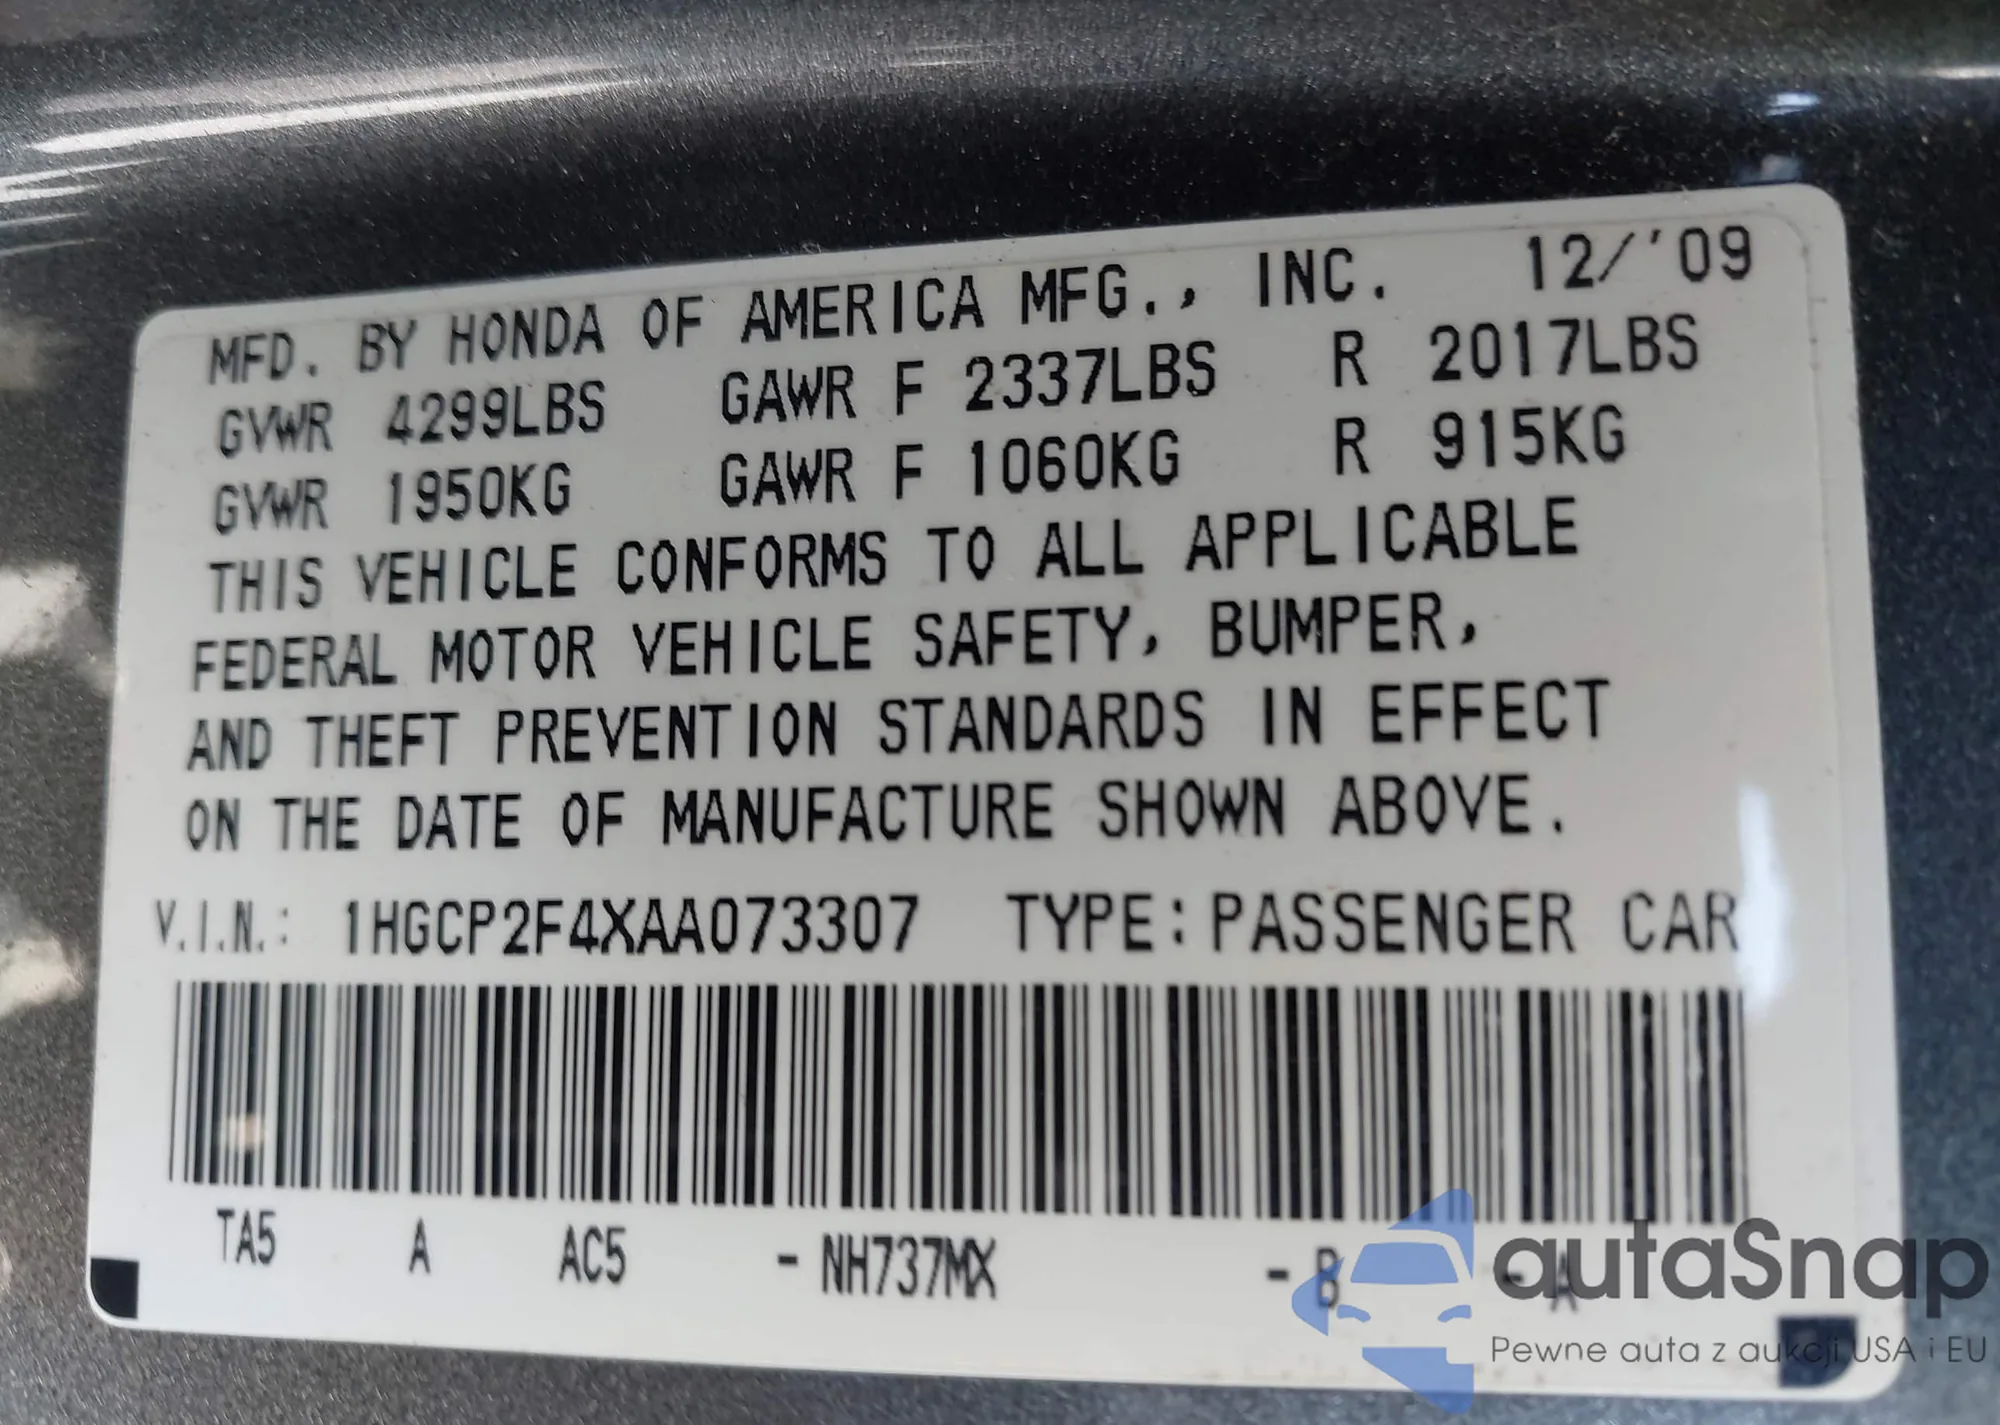 MFD. BY HONDA OF AMERICA MFG., INC. 12/'09
GVWR 4299LBS GAWR F 2337LBS R 2017LBS
GVWR 1950KG GAWR F 1060KG R 915KG
THIS VEHICLE CONFORMS TO ALL APPLICABLE
FEDERAL MOTOR VEHICLE SAFETY, BUMPER,
AND THEFT PREVENTION STANDARDS IN EFFECT
ON THE DATE OF MANUFACTURE SHOWN ABOVE.
V.I.N.: 1HGCP2F4XAA073307 TYPE:PASSENGER CAR
TA5 A AC5 - NH737MX - B - A
autaSnap
Pewne auta z aukcji USA i EU